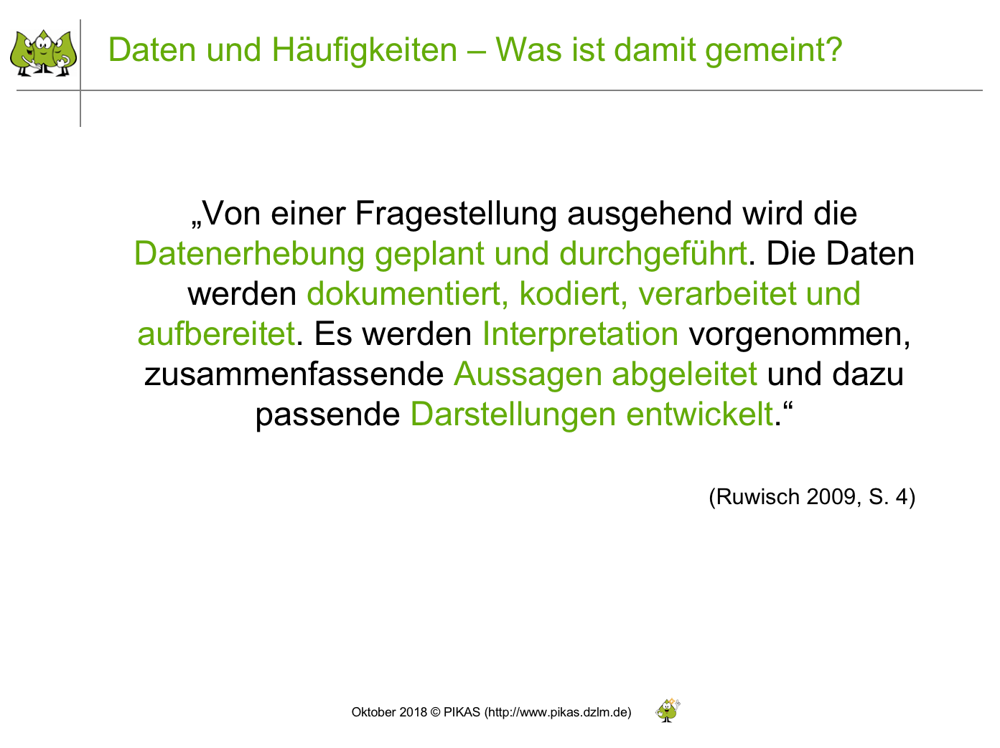 Daten und Häufigkeiten – Was ist damit gemeint?
„Von einer Fragestellung ausgehend wird die
Datenerhebung geplant und durchgeführt. Die Daten
werden dokumentiert, kodiert, verarbeitet und
aufbereitet. Es werden Interpretation vorgenommen,
zusammenfassende Aussagen abgeleitet und dazu
passende Darstellungen entwickelt.“
(Ruwisch 2009, S. 4)
Oktober 2018 © PIKAS (http://www.pikas.dzlm.de)